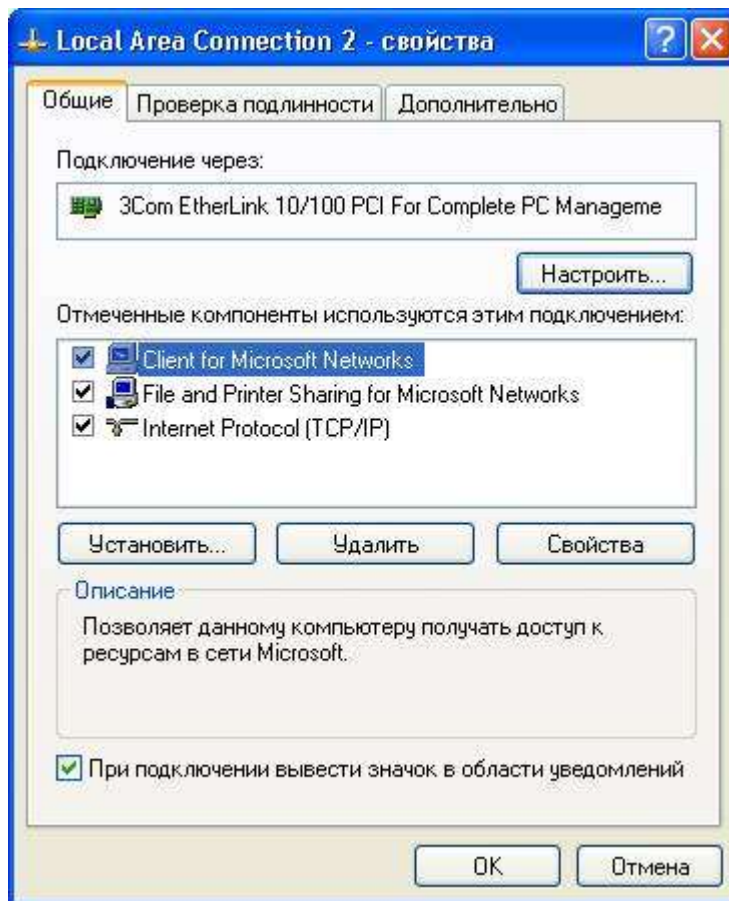 Local Area Connection 2 - свойства
Общие Проверка подлинности Дополнительно
Подключение через:
3Com EtherLink 10/100 PCI For Complete PC Manageme
Настроить...
Отмеченные компоненты используются этим подключением:
Client for Microsoft Networks
File and Printer Sharing for Microsoft Networks
Internet Protocol (TCP/IP)
Установить... Удалить Свойства
Описание
Позволяет данному компьютеру получать доступ к
ресурсам в сети Microsoft.
При подключении вывести значок в области уведомлений
OK Отмена